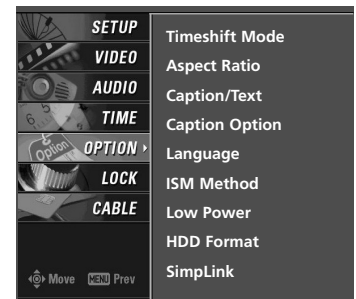 SETUP
VIDEO
AUDIO
TIME
OPTION
LOCK
CABLE
Move MENU Prev
Timeshift Mode
Aspect Ratio
Caption/Text
Caption Option
Language
ISM Method
Low Power
HDD Format
SimpLink